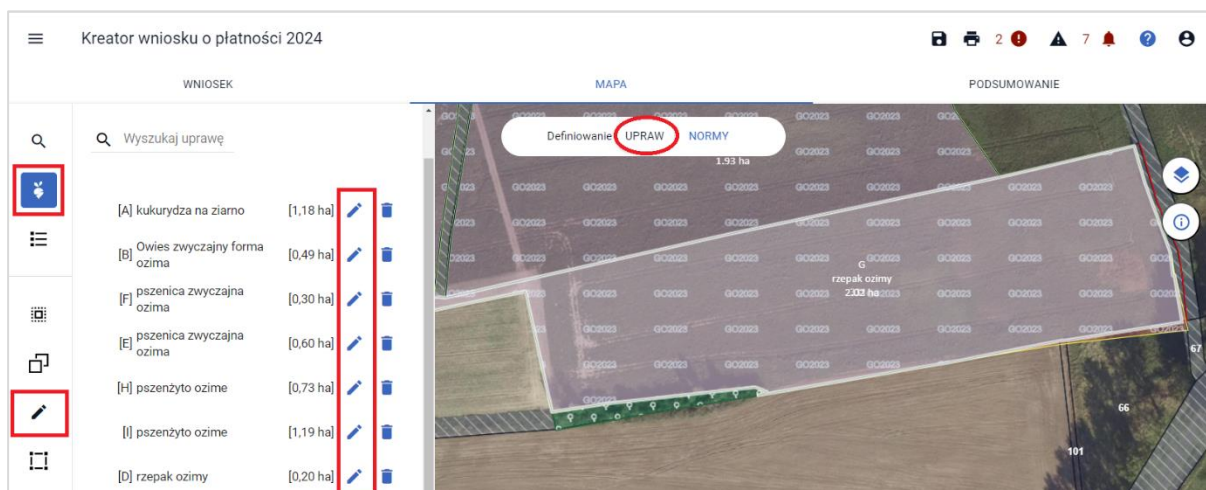 Kreator wniosku o płatności 2024
2
7
WNIOSEK
MAPA
PODSUMOWANIE
Wyszukaj uprawę
Definiowanie UPRAW NORMY
[A] kukurydza na ziarno [1,18 ha]
[B] Owies zwyczajny forma ozima [0,49 ha]
[F] pszenica zwyczajna ozima [0,30 ha]
[E] pszenica zwyczajna ozima [0,60 ha]
[H] pszenżyto ozime [0,73 ha]
[I] pszenżyto ozime [1,19 ha]
[D] rzepak ozimy [0,20 ha]
1.93 ha
GO2023 GO2023 GO2023
G
rzepak ozimy
67
66
101